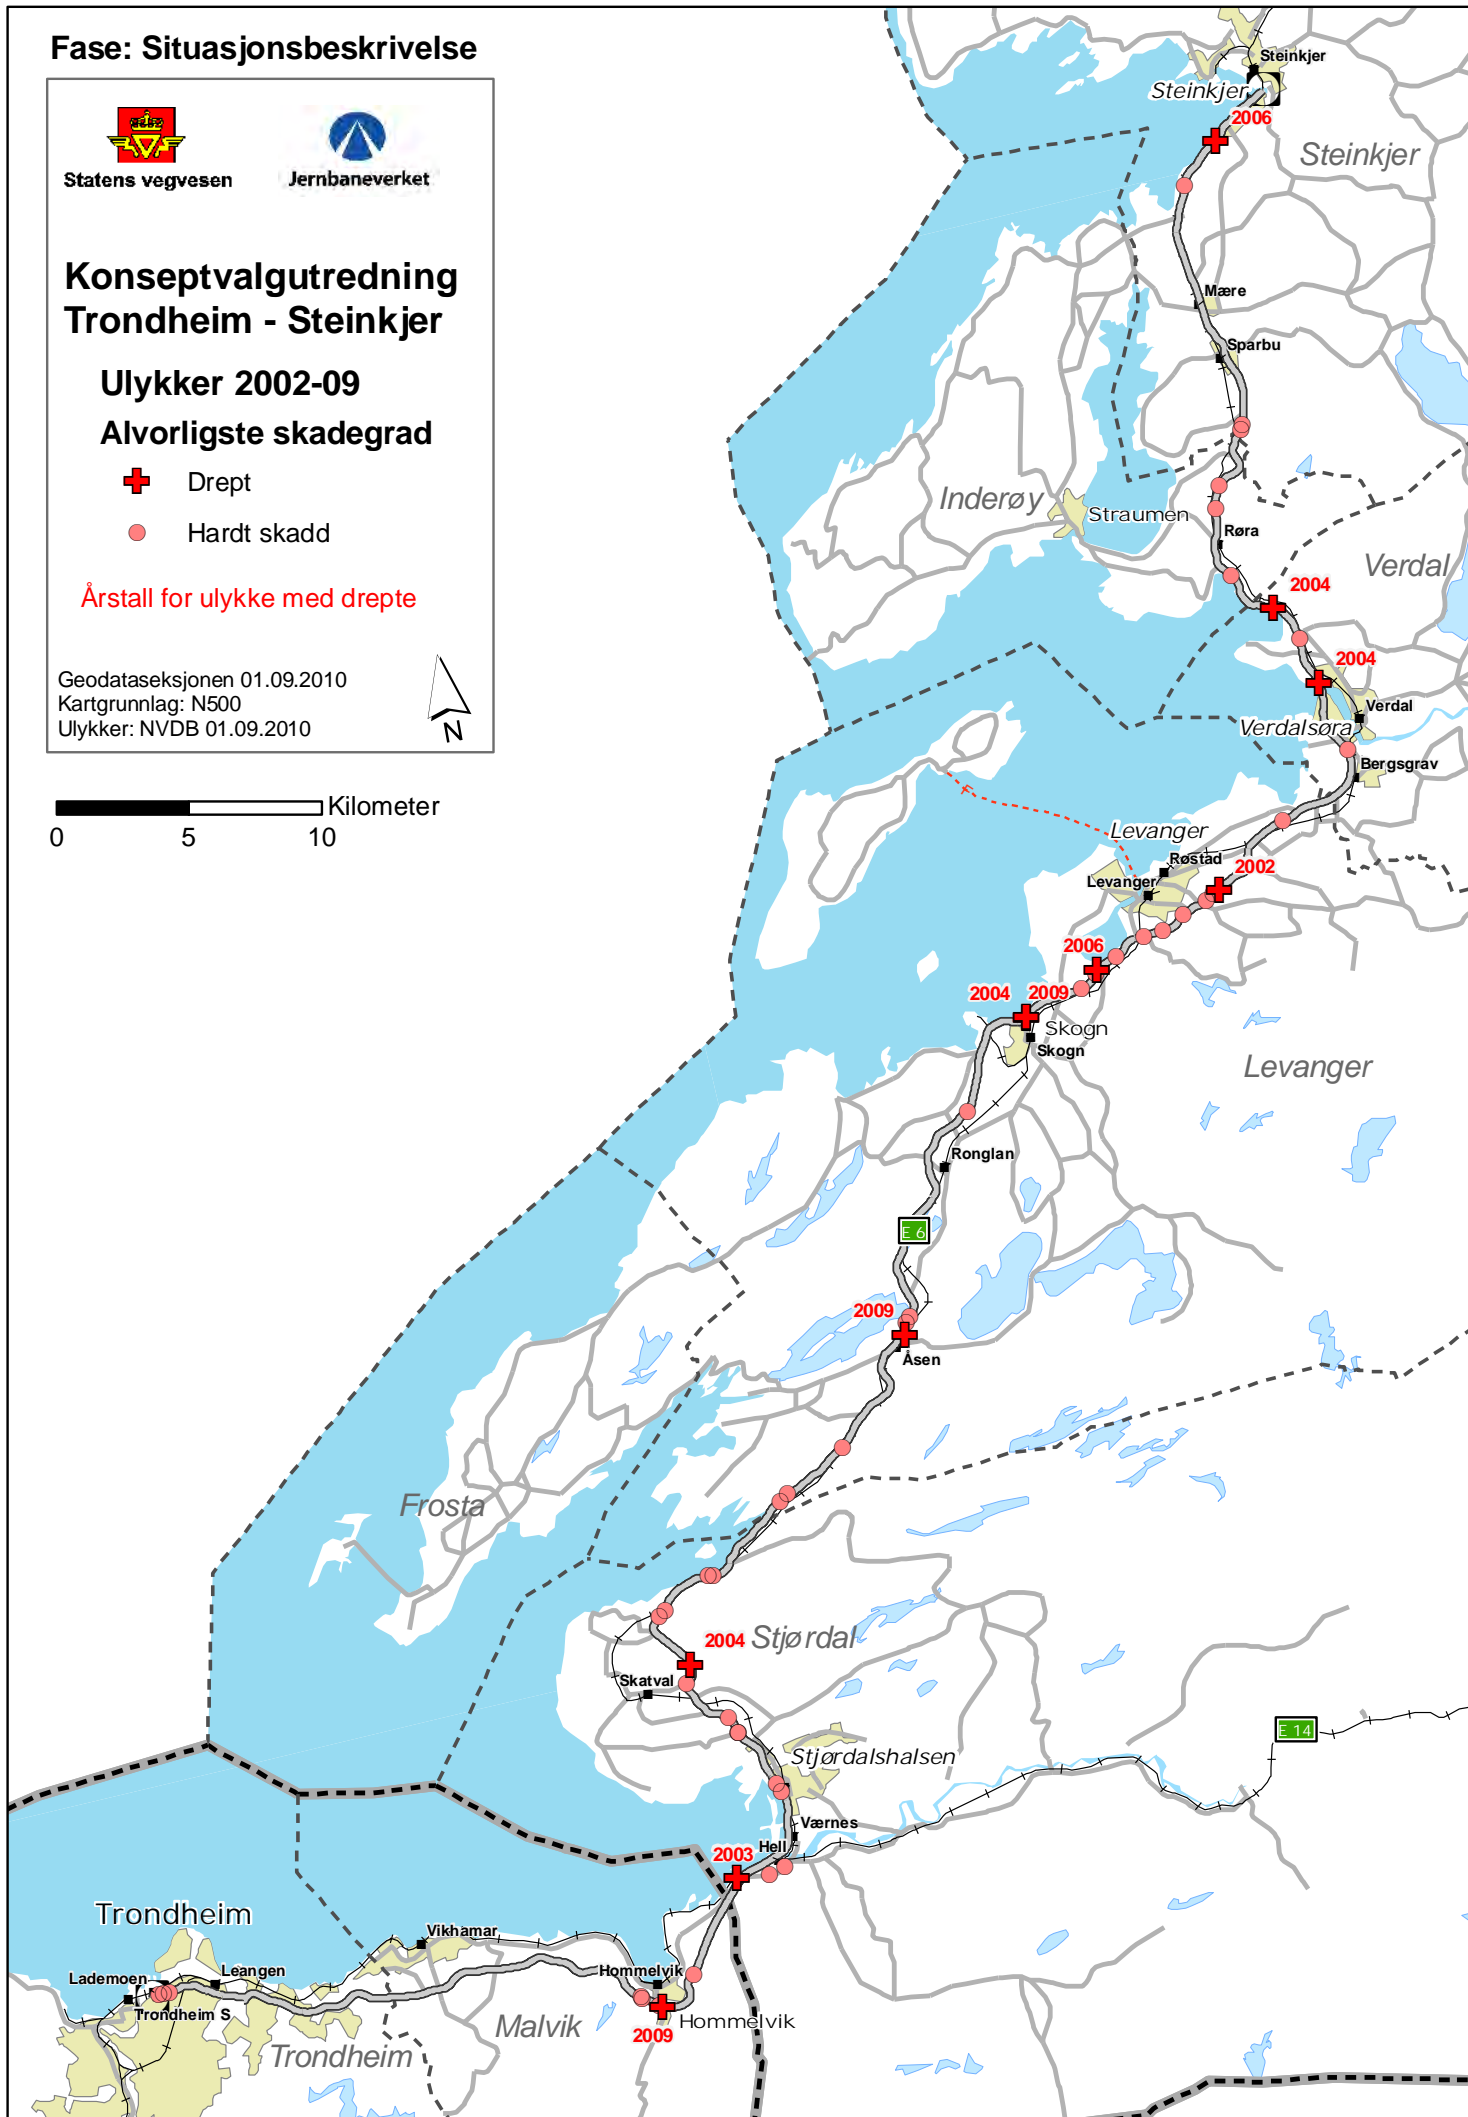 Fase: Situasjonsbeskrivelse
Statens vegvesen
Jernbaneverket
Konseptvalgutredning
Trondheim - Steinkjer
Ulykker 2002-09
Alvorligste skadegrad
Drept
Hardt skadd
Årstall for ulykke med drepte
Geodataseksjonen 01.09.2010
Kartgrunnlag: N500
Ulykker: NVDB 01.09.2010
N
Kilometer
0 5 10
Steinkjer
Steinkjer
2006
Steinkjer
Mære
Sparbu
Inderøy
Straumen
Røra
Verdal
2004
2004
Verdal
Verdalsøra
Bergsgrav
Levanger
Røstad
2002
Levanger
2006
2004
2009
Skogn
Skogn
Levanger
Ronglan
E 6
2009
Åsen
Frosta
2004
Stjørdal
Skatval
E 14
Stjørdalshalsen
Værnes
Hell
2003
Trondheim
Vikhamar
Lademoen
Leangen
Hommelvik
Trondheim S
Hommelvik
Malvik
2009
Trondheim